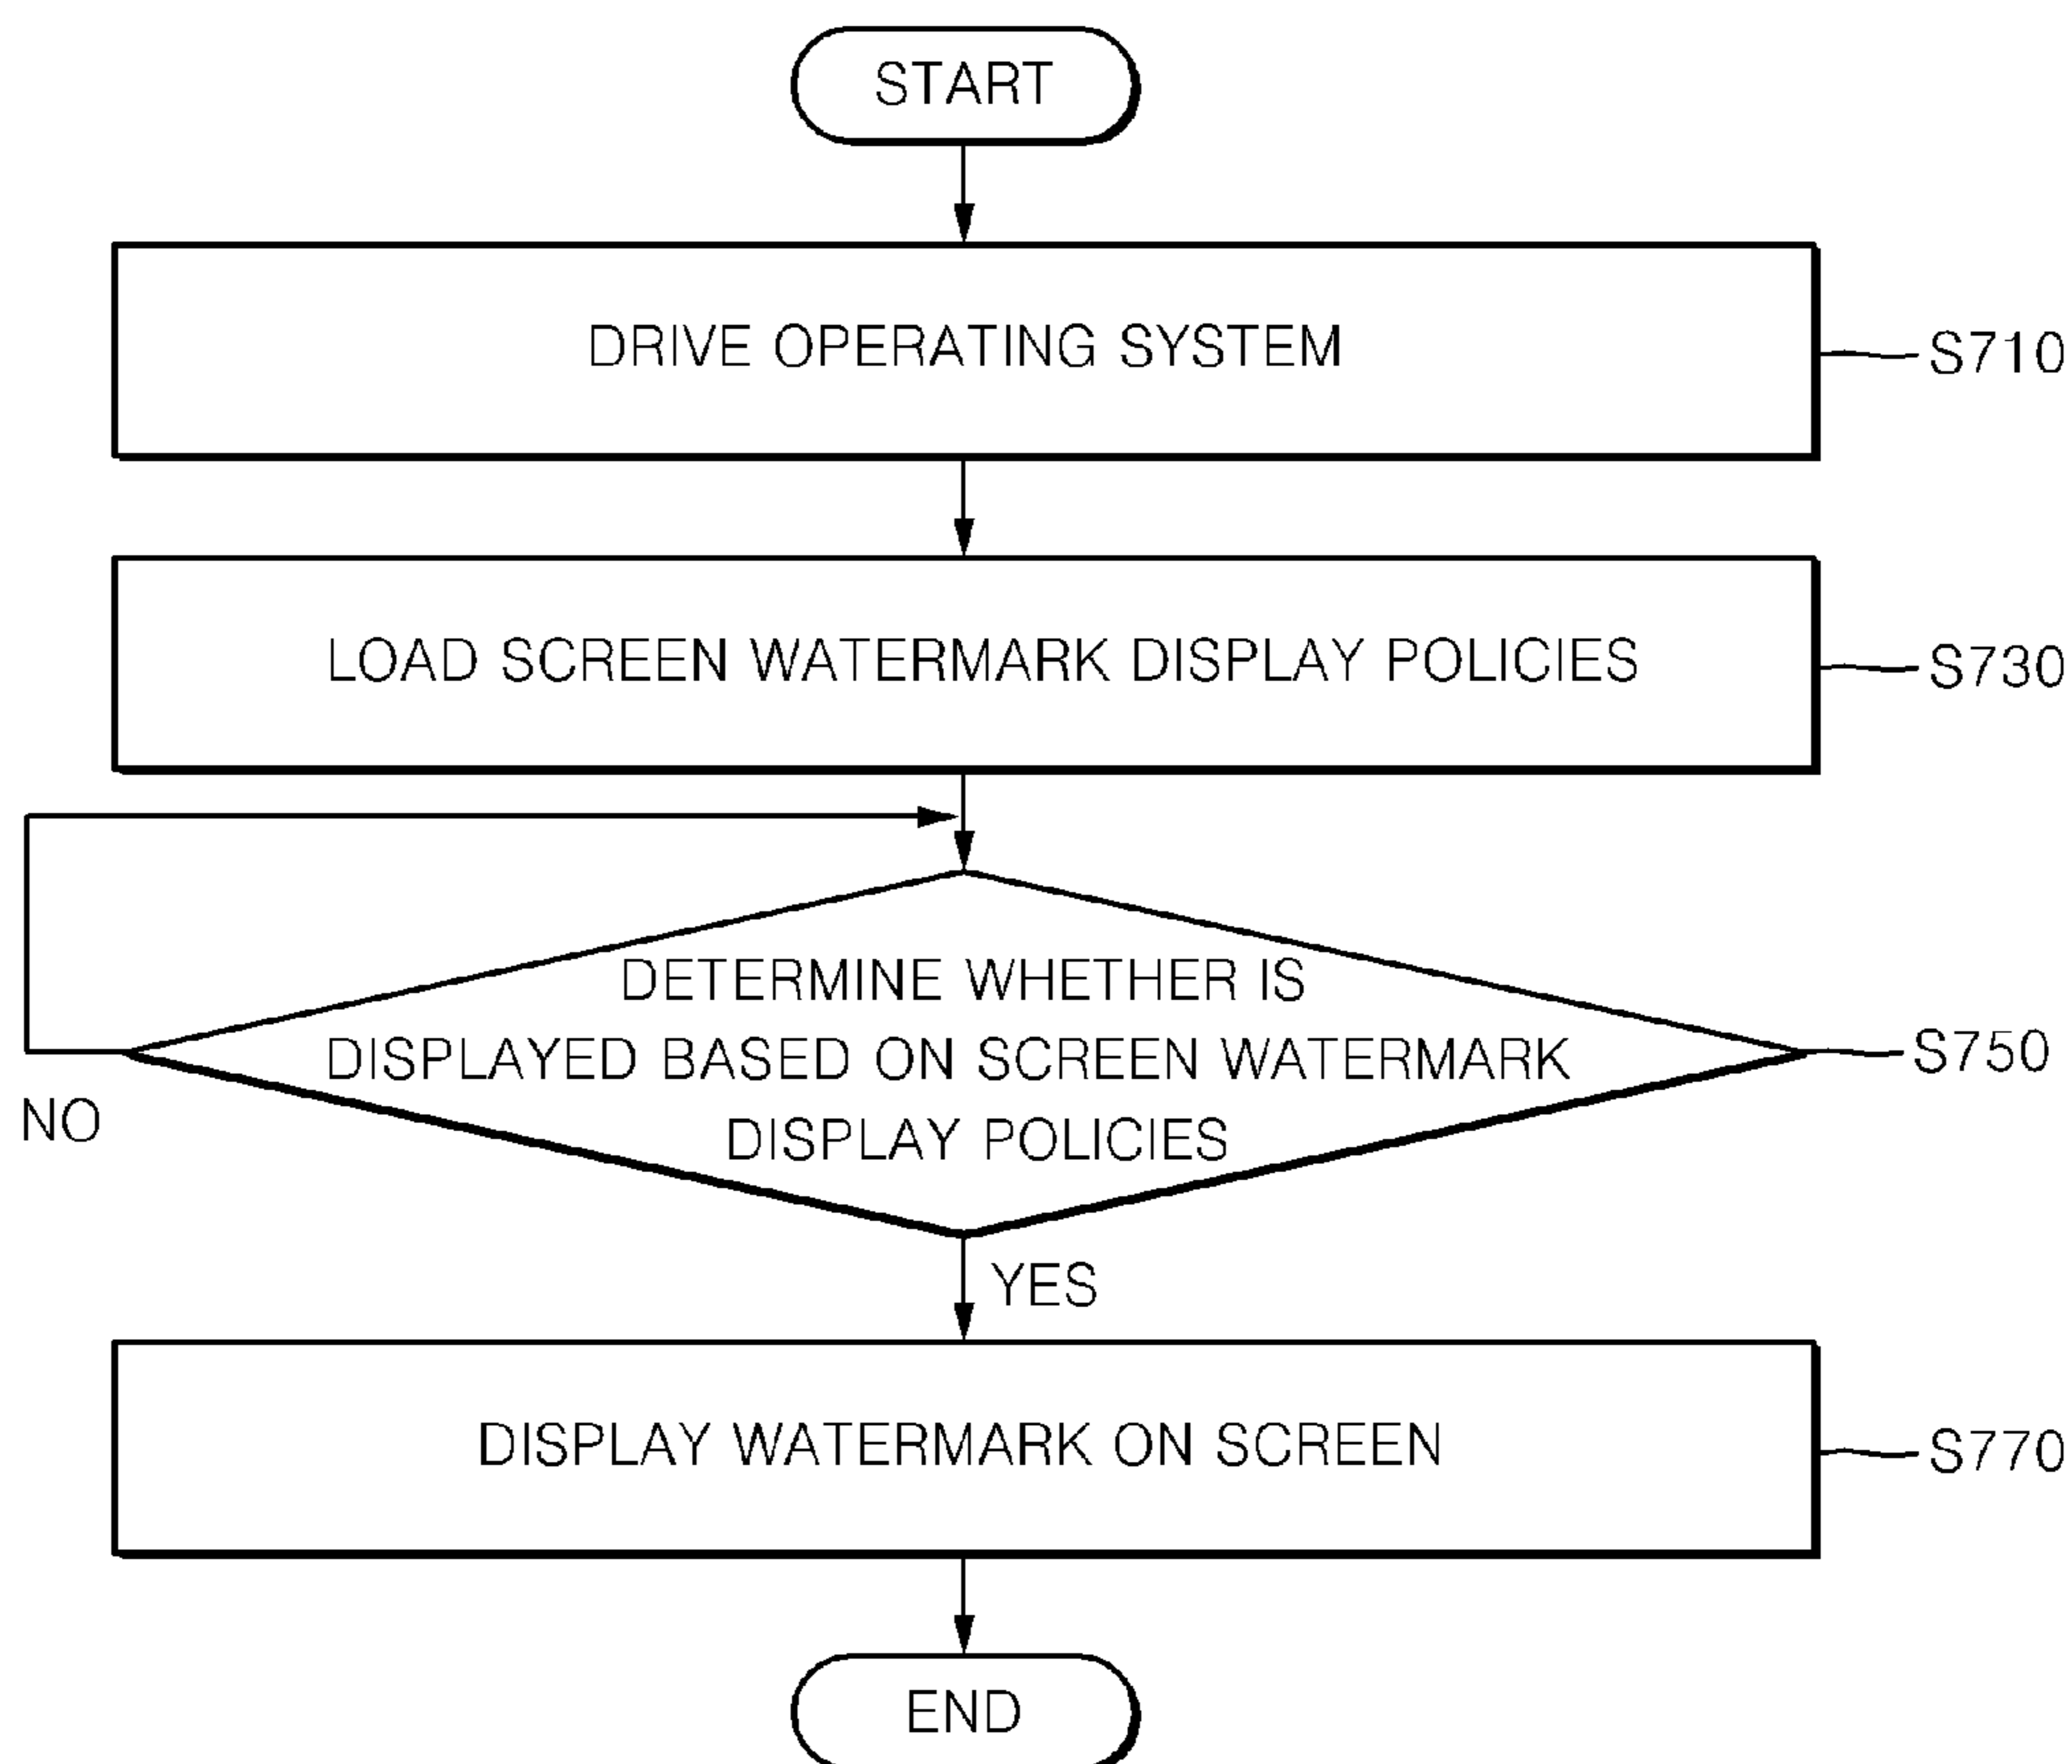 START
DRIVE OPERATING SYSTEM
S710
LOAD SCREEN WATERMARK DISPLAY POLICIES
S730
DETERMINE WHETHER IS
DISPLAYED BASED ON SCREEN WATERMARK
DISPLAY POLICIES
S750
NO
YES
DISPLAY WATERMARK ON SCREEN
S770
END